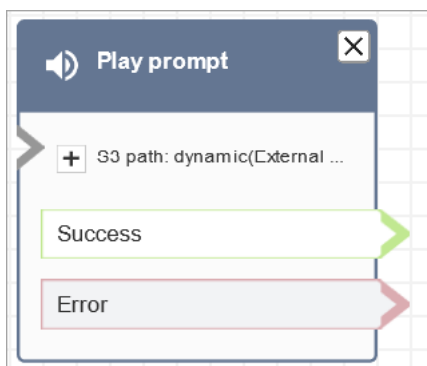 Play prompt
S3 path: dynamic(External ...
Success
Error